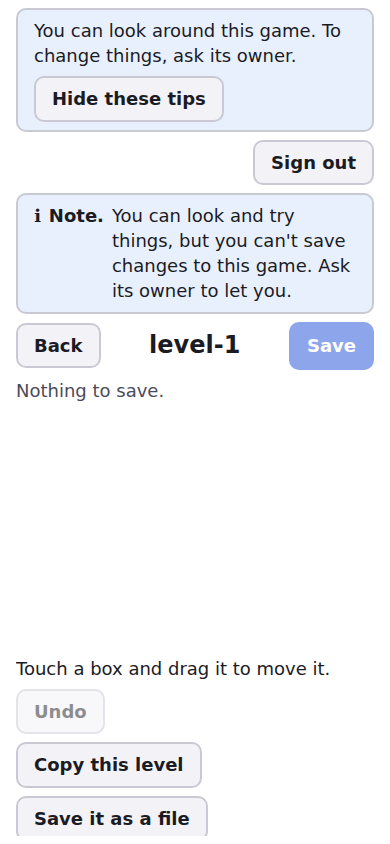 You can look around this game. To
change things, ask its owner.
Hide these tips
Sign out
i Note. You can look and try
things, but you can't save
changes to this game. Ask
its owner to let you.
Back level-1 Save
Nothing to save.
Touch a box and drag it to move it.
Undo
Copy this level
Save it as a file